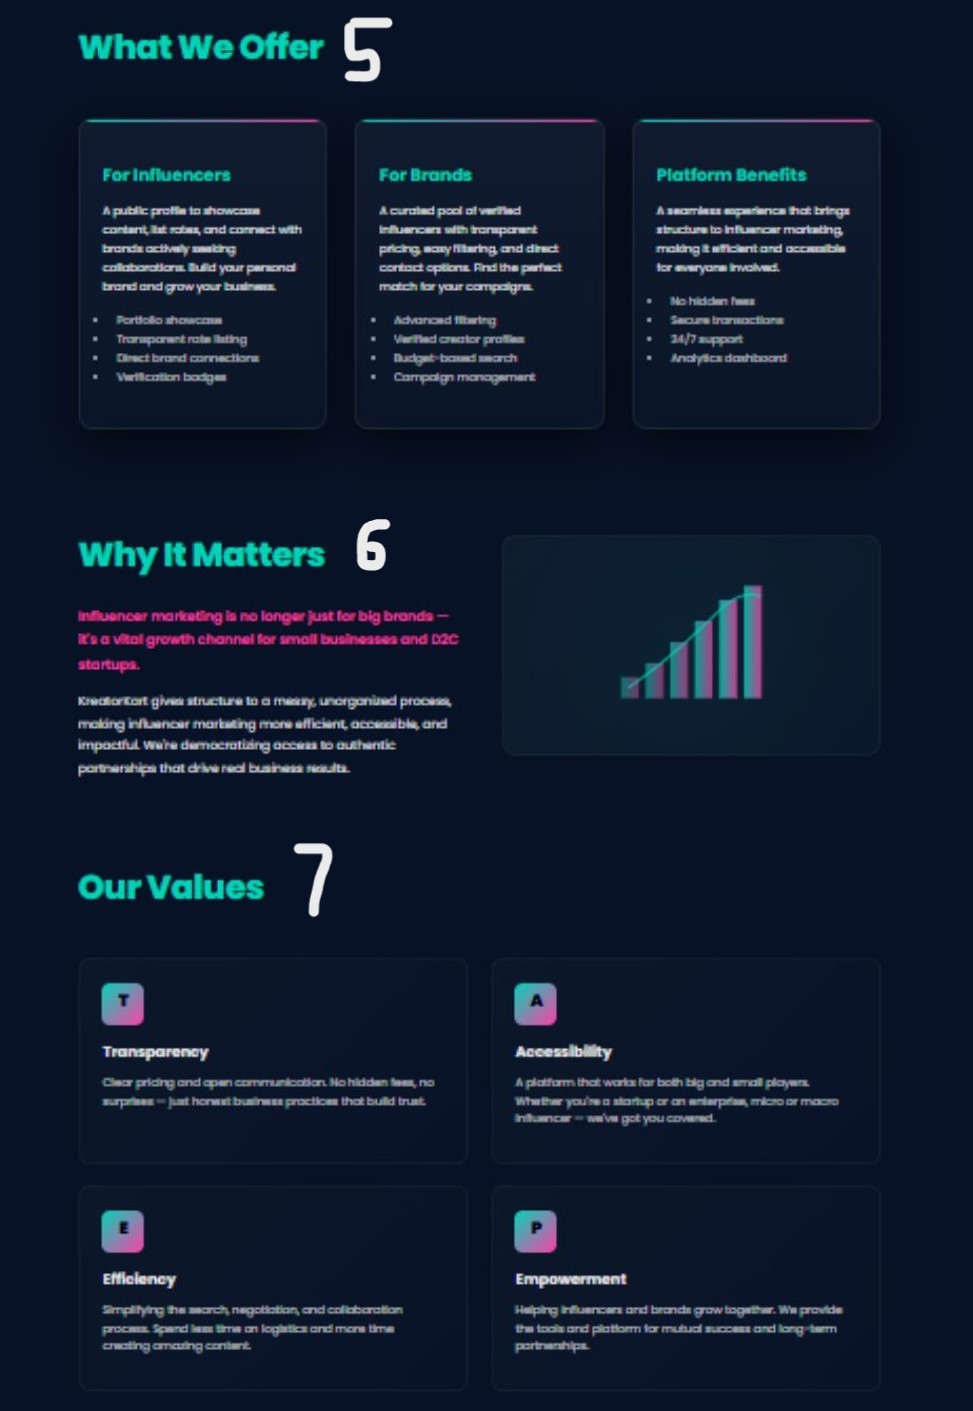 What We Offer 5
For Influencers
A public profile to showcase
content, list rates, and connect with
brands actively seeking
collaborations. Build your personal
brand and grow your business.
Portfolio showcase
Transparent rate listing
Direct brand connections
Verification badges
For Brands
A curated pool of verified
influencers with transparent
pricing, easy filtering, and direct
contact options. Find the perfect
match for your campaigns.
Advanced filtering
Verified creator profiles
Budget-based search
Campaign management
Platform Benefits
A seamless experience that brings
structure to influencer marketing,
making it efficient and accessible
for everyone involved.
No hidden fees
Secure transactions
24/7 support
Analytics dashboard
Why It Matters 6
Influencer marketing is no longer just for big brands —
it's a vital growth channel for small businesses and D2C
startups.
KreatorKart gives structure to a messy, unorganized process,
making influencer marketing more efficient, accessible, and
impactful. We're democratizing access to authentic
partnerships that drive real business results.
Our Values 7
T
Transparency
Clear pricing and open communication. No hidden fees, no
surprises — just honest business practices that build trust.
A
Accessibility
A platform that works for both big and small players.
Whether you're a startup or an enterprise, micro or macro
influencer — we've got you covered.
E
Efficiency
Simplifying the search, negotiation, and collaboration
process. Spend less time on logistics and more time
creating amazing content.
P
Empowerment
Helping influencers and brands grow together. We provide
the tools and platform for mutual success and long-term
partnerships.